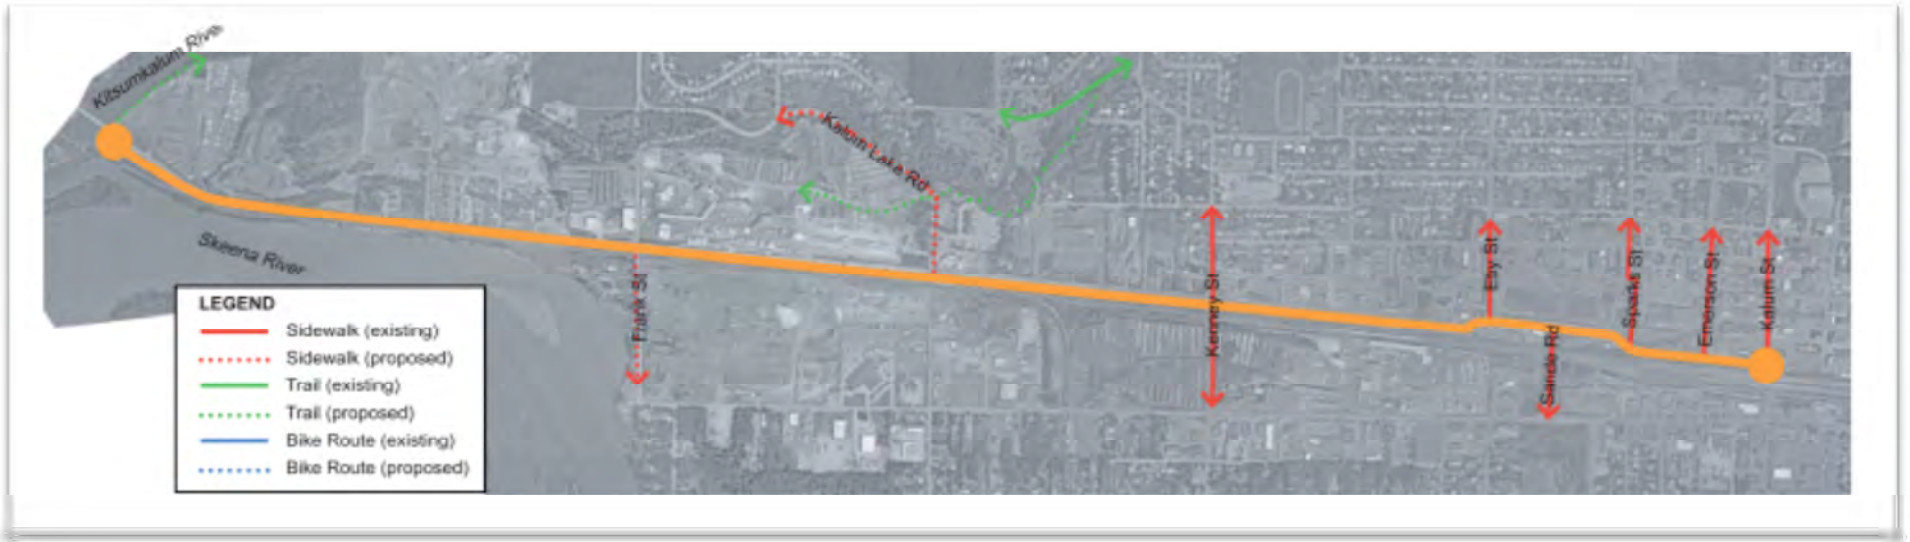 Kitsumkalum River
Kalum Lake Rd
Skeena River
Frank St
Kenney St
Eby St
Sande Rd
Sparks St
Emerson St
Kalum St
LEGEND
Sidewalk (existing)
Sidewalk (proposed)
Trail (existing)
Trail (proposed)
Bike Route (existing)
Bike Route (proposed)